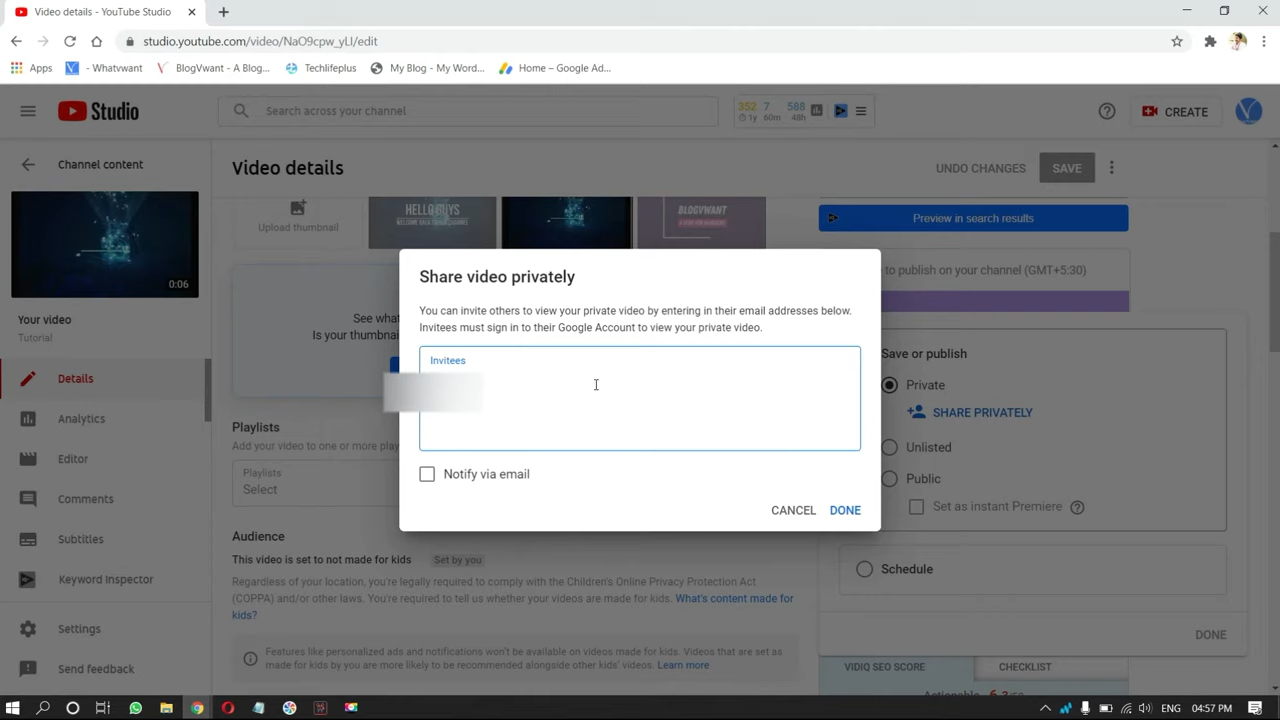 Video details - YouTube Studio
studio.youtube.com/video/NaO9cpw_yLI/edit
Apps
- Whatvwant
BlogVwant - A Blog...
Techlifeplus
My Blog - My Word...
Home – Google Ad...
Studio
Search across your channel
352 7 588
1y 60m 48h
CREATE
Channel content
Video details
UNDO CHANGES
SAVE
0:06
Your video
Tutorial
Details
Analytics
Editor
Comments
Subtitles
Keyword Inspector
Settings
Send feedback
Upload thumbnail
HELLO GUYS
BLOGVWANT
Preview in search results
See what
Is your thumbnai
e to publish on your channel (GMT+5:30)
Share video privately
You can invite others to view your private video by entering in their email addresses below.
Invitees must sign in to their Google Account to view your private video.
Invitees
Notify via email
CANCEL
DONE
Save or publish
Private
SHARE PRIVATELY
Unlisted
Public
Set as instant Premiere
Schedule
DONE
Playlists
Add your video to one or more playl
Playlists
Select
Audience
This video is set to not made for kids
Set by you
Regardless of your location, you're legally required to comply with the Children's Online Privacy Protection Act
(COPPA) and/or other laws. You're required to tell us whether your videos are made for kids. What's content made for
kids?
Features like personalized ads and notifications won't be available on videos made for kids. Videos that are set as
made for kids by you are more likely to be recommended alongside other kids' videos. Learn more
VIDIQ SEO SCORE
CHECKLIST
Actionable
ENG
04:57 PM